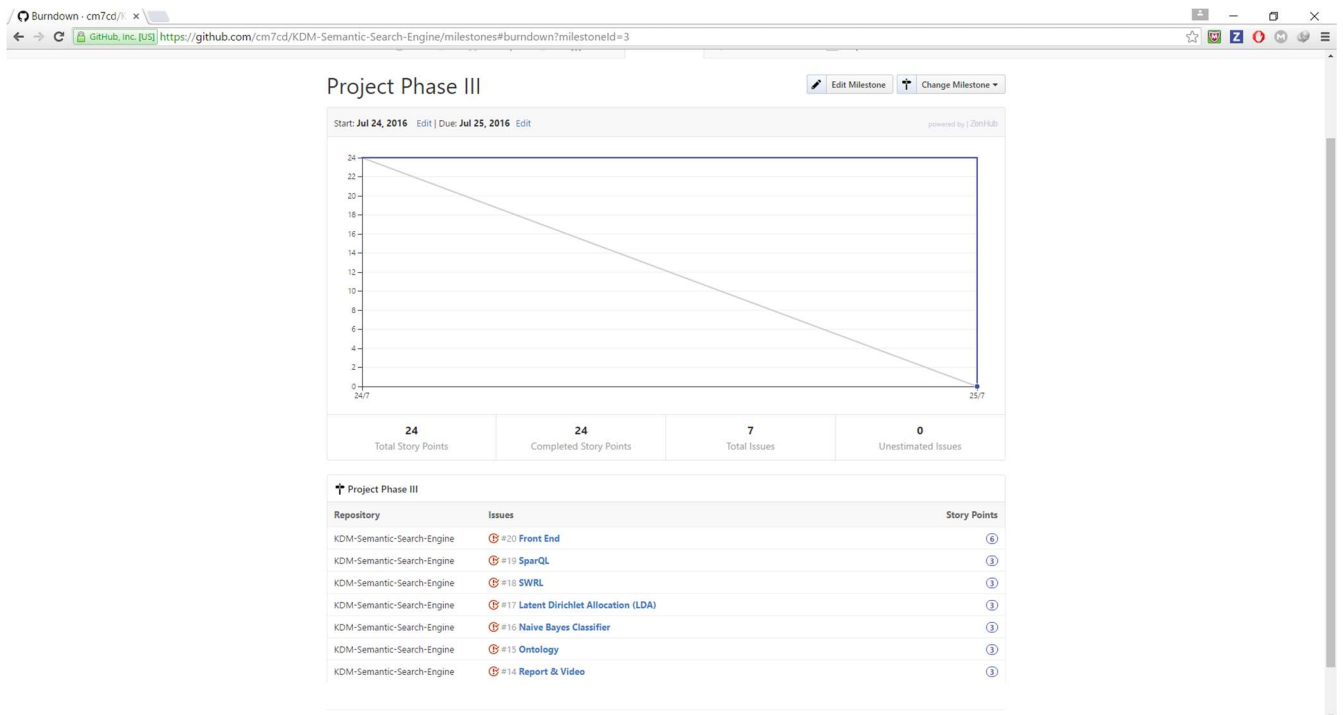 Burndown · cm7cd/
GitHub, Inc. [US] https://github.com/cm7cd/KDM-Semantic-Search-Engine/milestones#burndown?milestoneId=3
Project Phase III
Edit Milestone
Change Milestone
Start: Jul 24, 2016 Edit | Due: Jul 25, 2016 Edit
powered by | ZenHub
24
22
20
18
16
14
12
10
8
6
4
2
0
24/7 25/7
24 24 7 0
Total Story Points Completed Story Points Total Issues Unestimated Issues
Project Phase III
Repository Issues Story Points
KDM-Semantic-Search-Engine #20 Front End 6
KDM-Semantic-Search-Engine #19 SparQL 3
KDM-Semantic-Search-Engine #18 SWRL 3
KDM-Semantic-Search-Engine #17 Latent Dirichlet Allocation (LDA) 3
KDM-Semantic-Search-Engine #16 Naive Bayes Classifier 3
KDM-Semantic-Search-Engine #15 Ontology 3
KDM-Semantic-Search-Engine #14 Report & Video 3